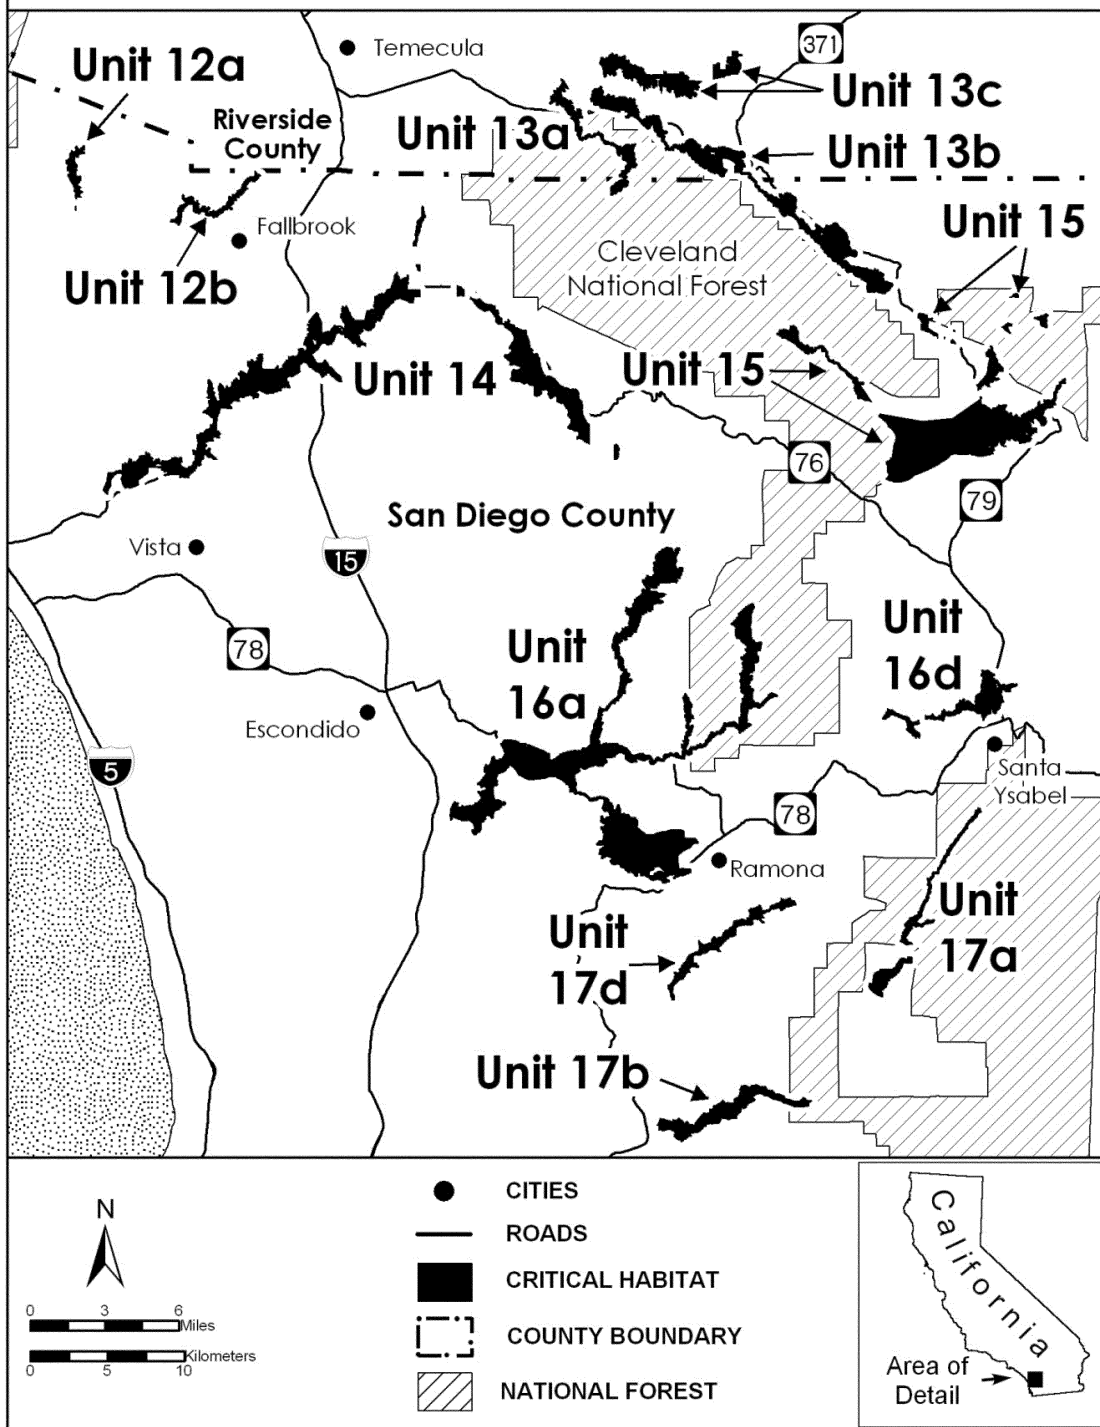 Temecula
371
Unit 12a
Unit 13c
Riverside
County
Unit 13a
Unit 13b
Fallbrook
Unit 15
Cleveland
National Forest
Unit 12b
Unit 14
Unit 15
76
79
San Diego County
Vista
15
78
Unit
16a
Unit
16d
Escondido
5
Santa
Ysabel
78
Ramona
Unit
17d
Unit
17a
Unit 17b
N
0 3 6
Miles
Kilometers
0 5 10
CITIES
ROADS
CRITICAL HABITAT
COUNTY BOUNDARY
NATIONAL FOREST
California
Area of
Detail